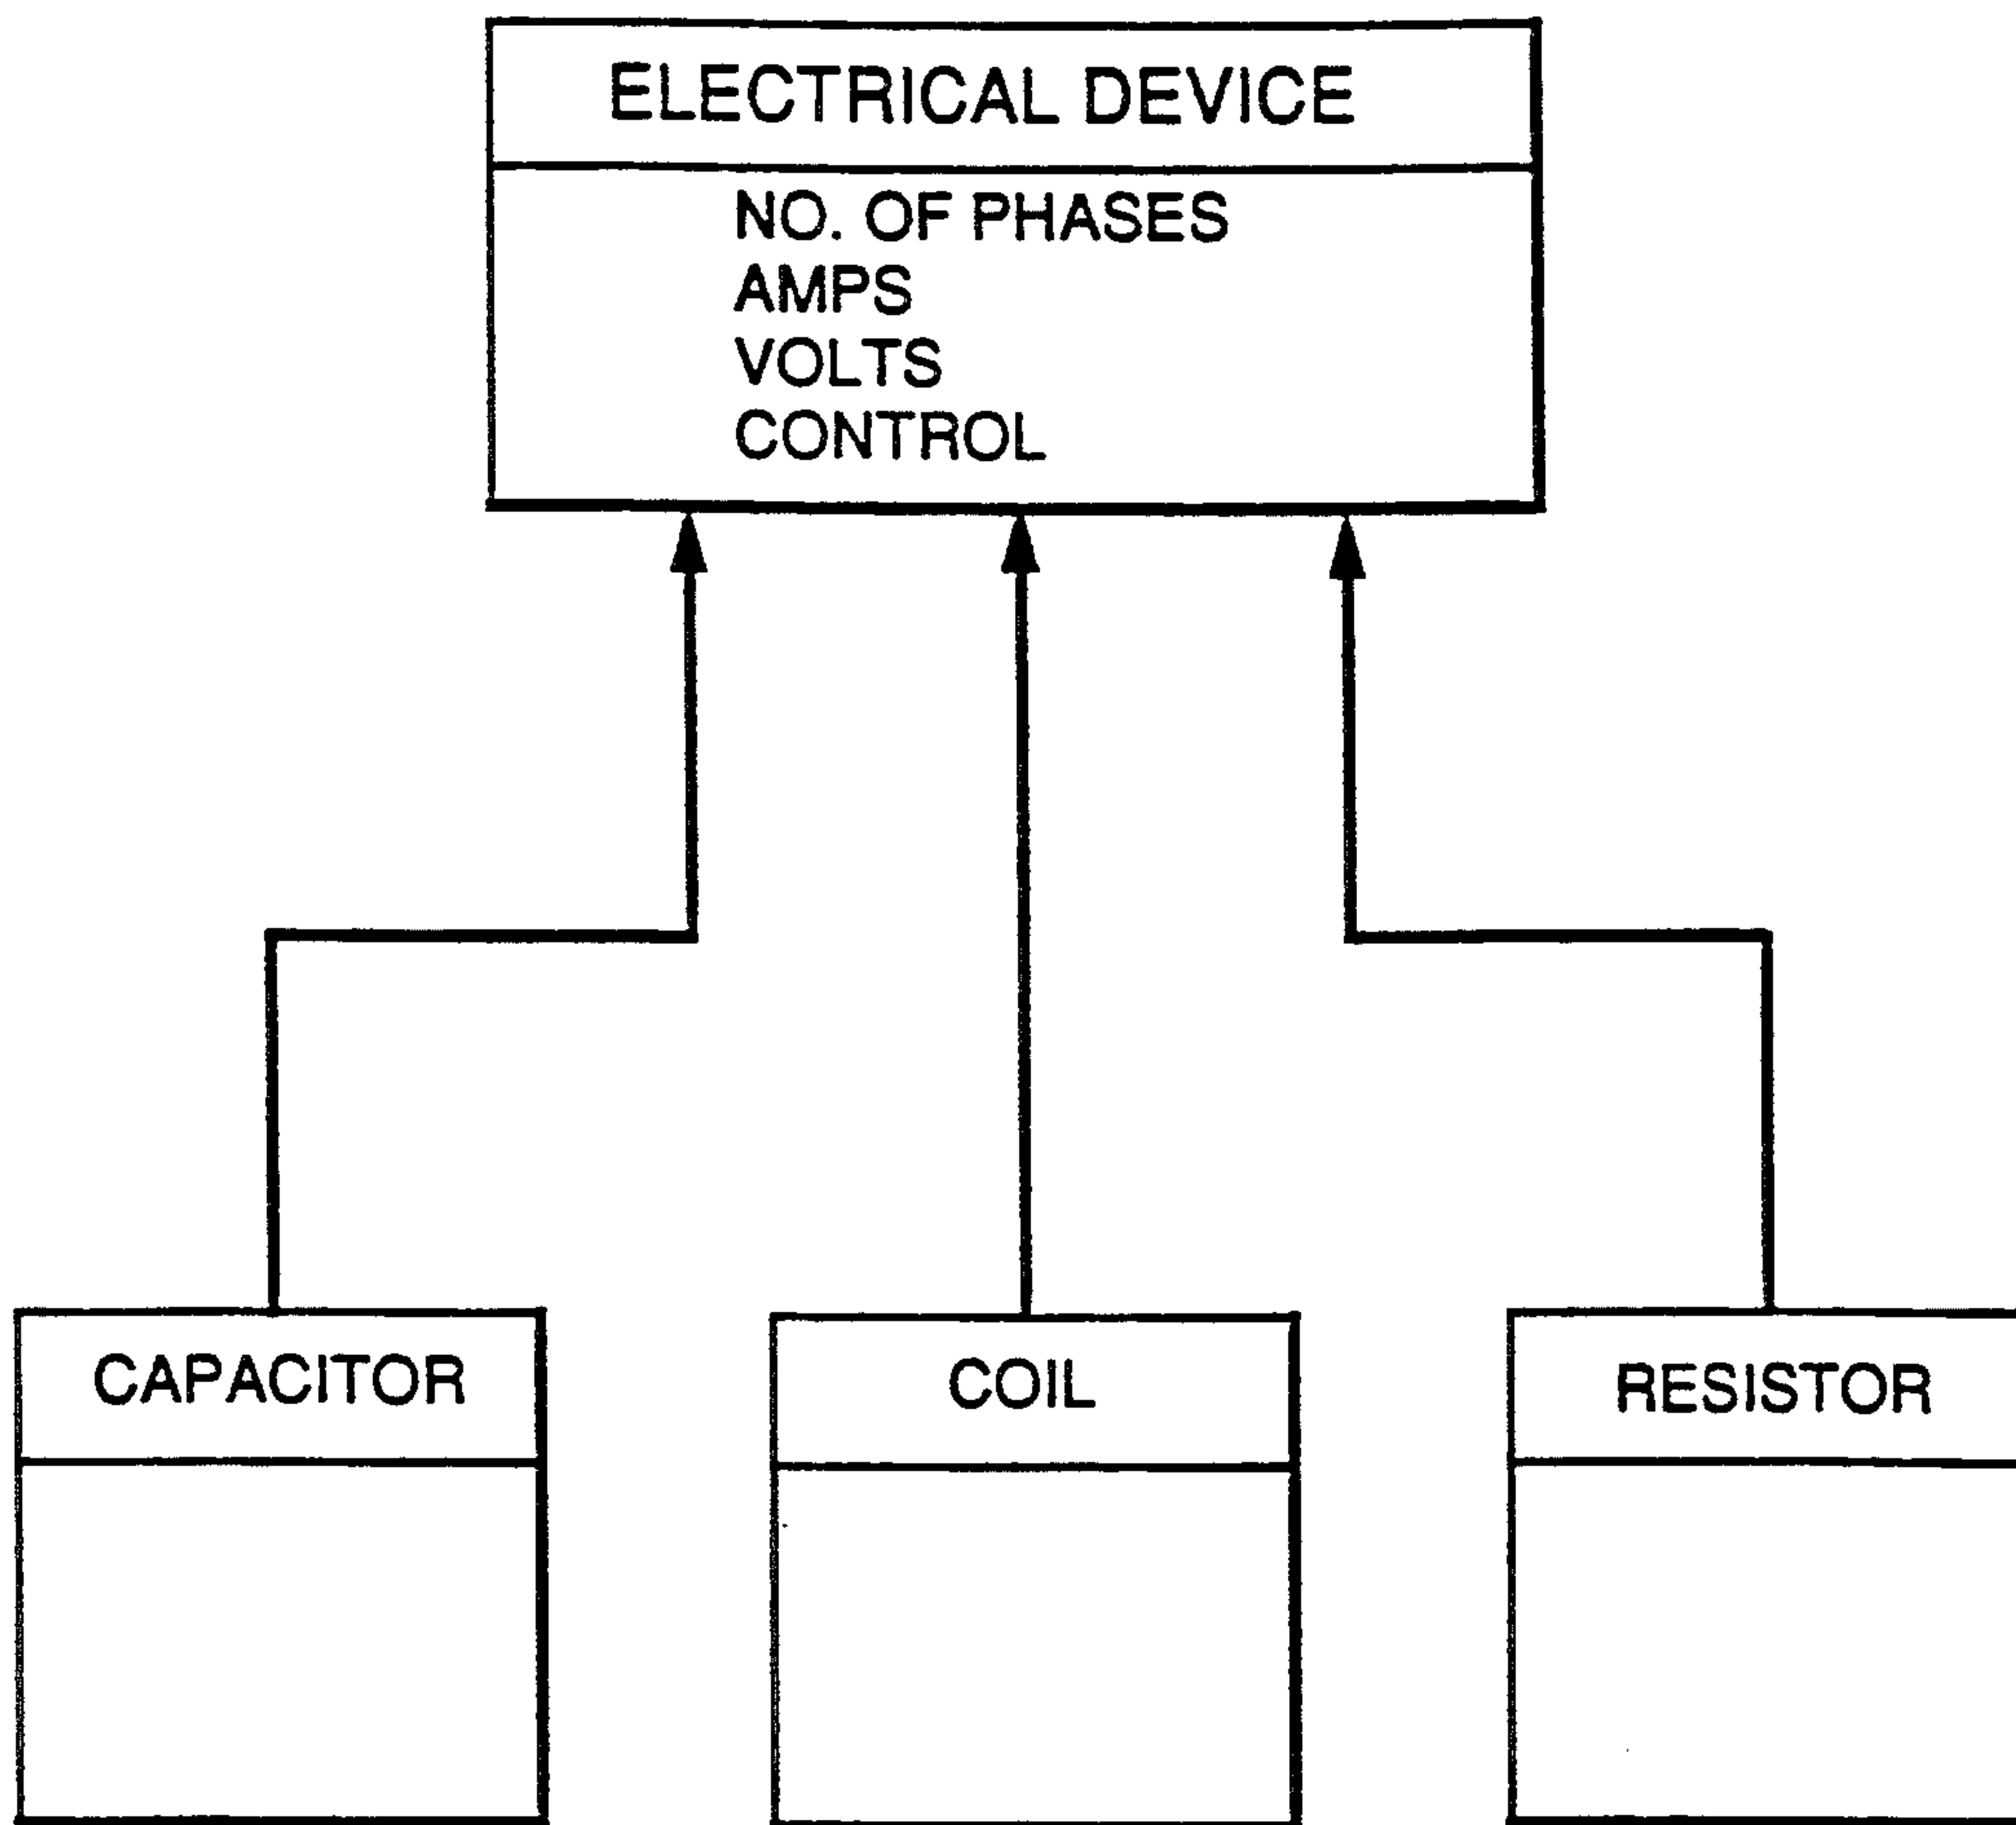 ELECTRICAL DEVICE
NO. OF PHASES
AMPS
VOLTS
CONTROL
CAPACITOR
COIL
RESISTOR